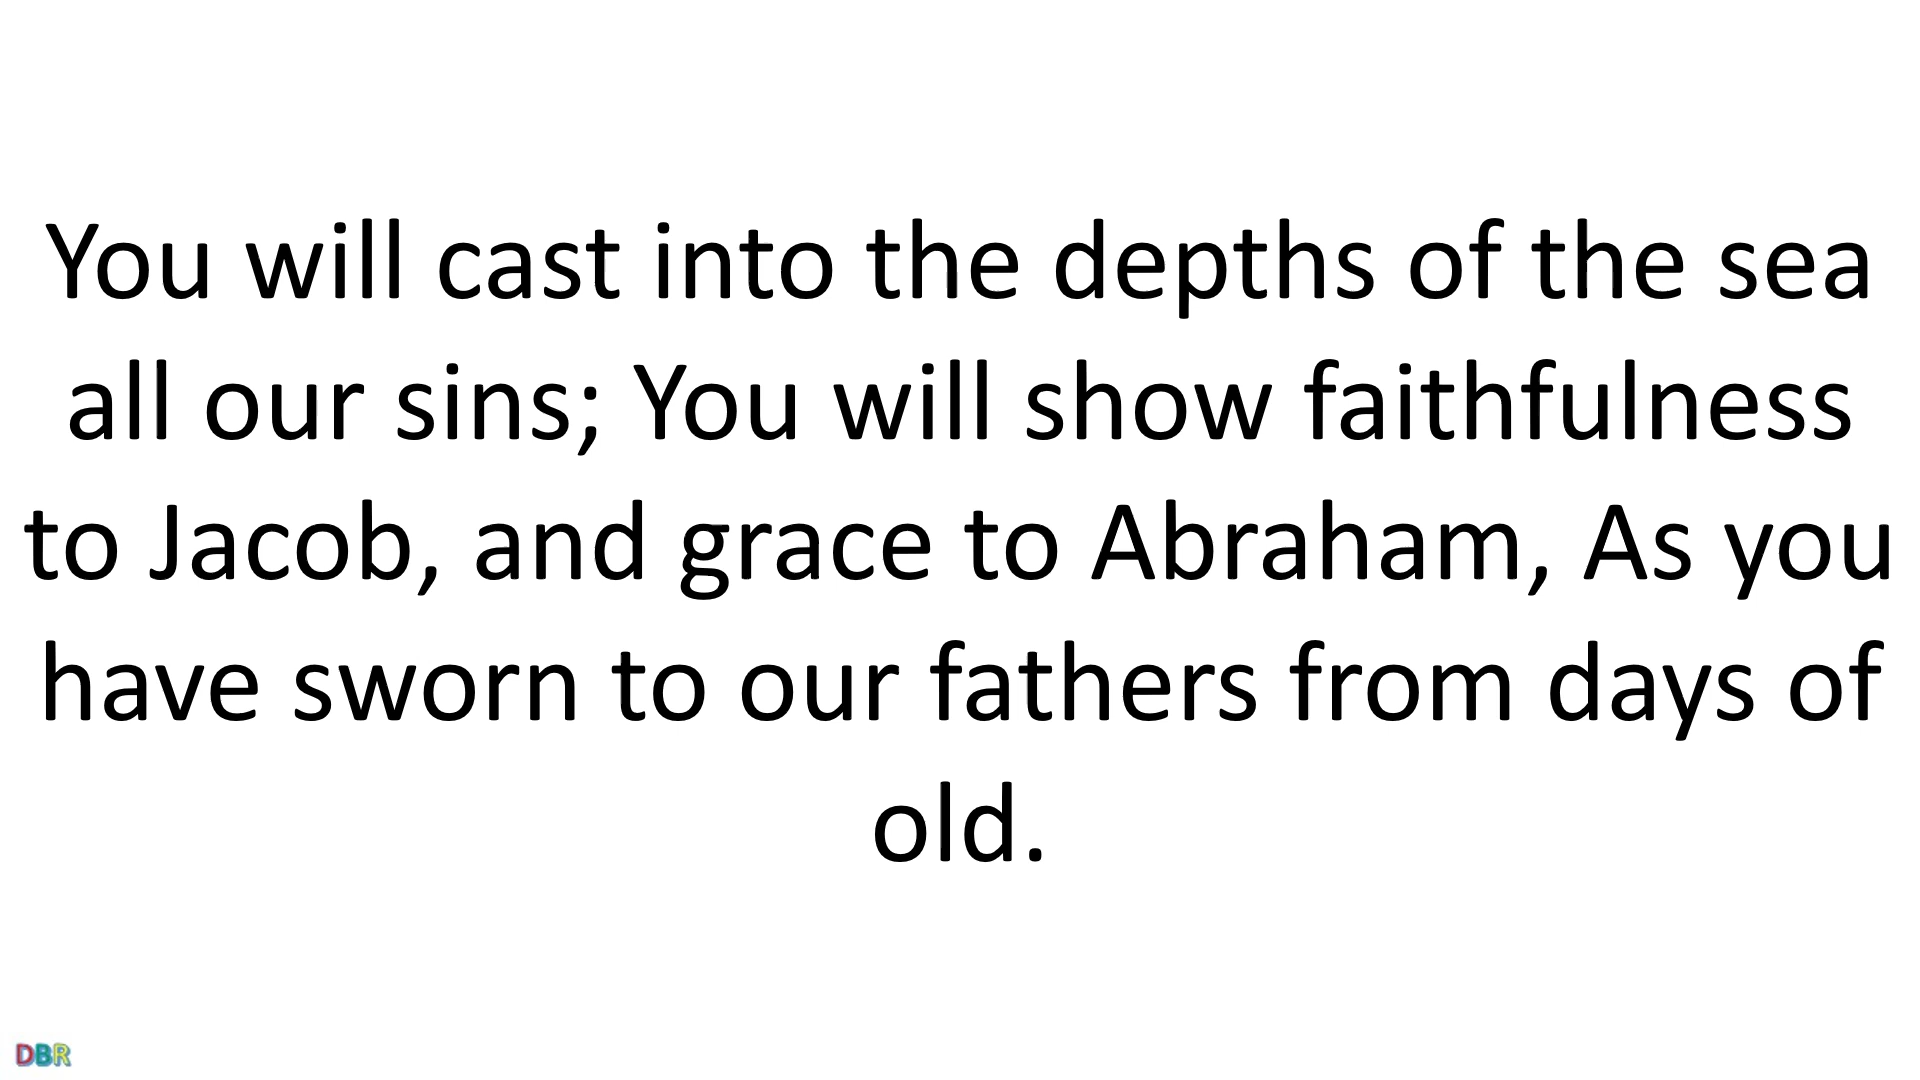 You will cast into the depths of the sea
all our sins; You will show faithfulness
to Jacob, and grace to Abraham, As you
have sworn to our fathers from days of
old.
DBR